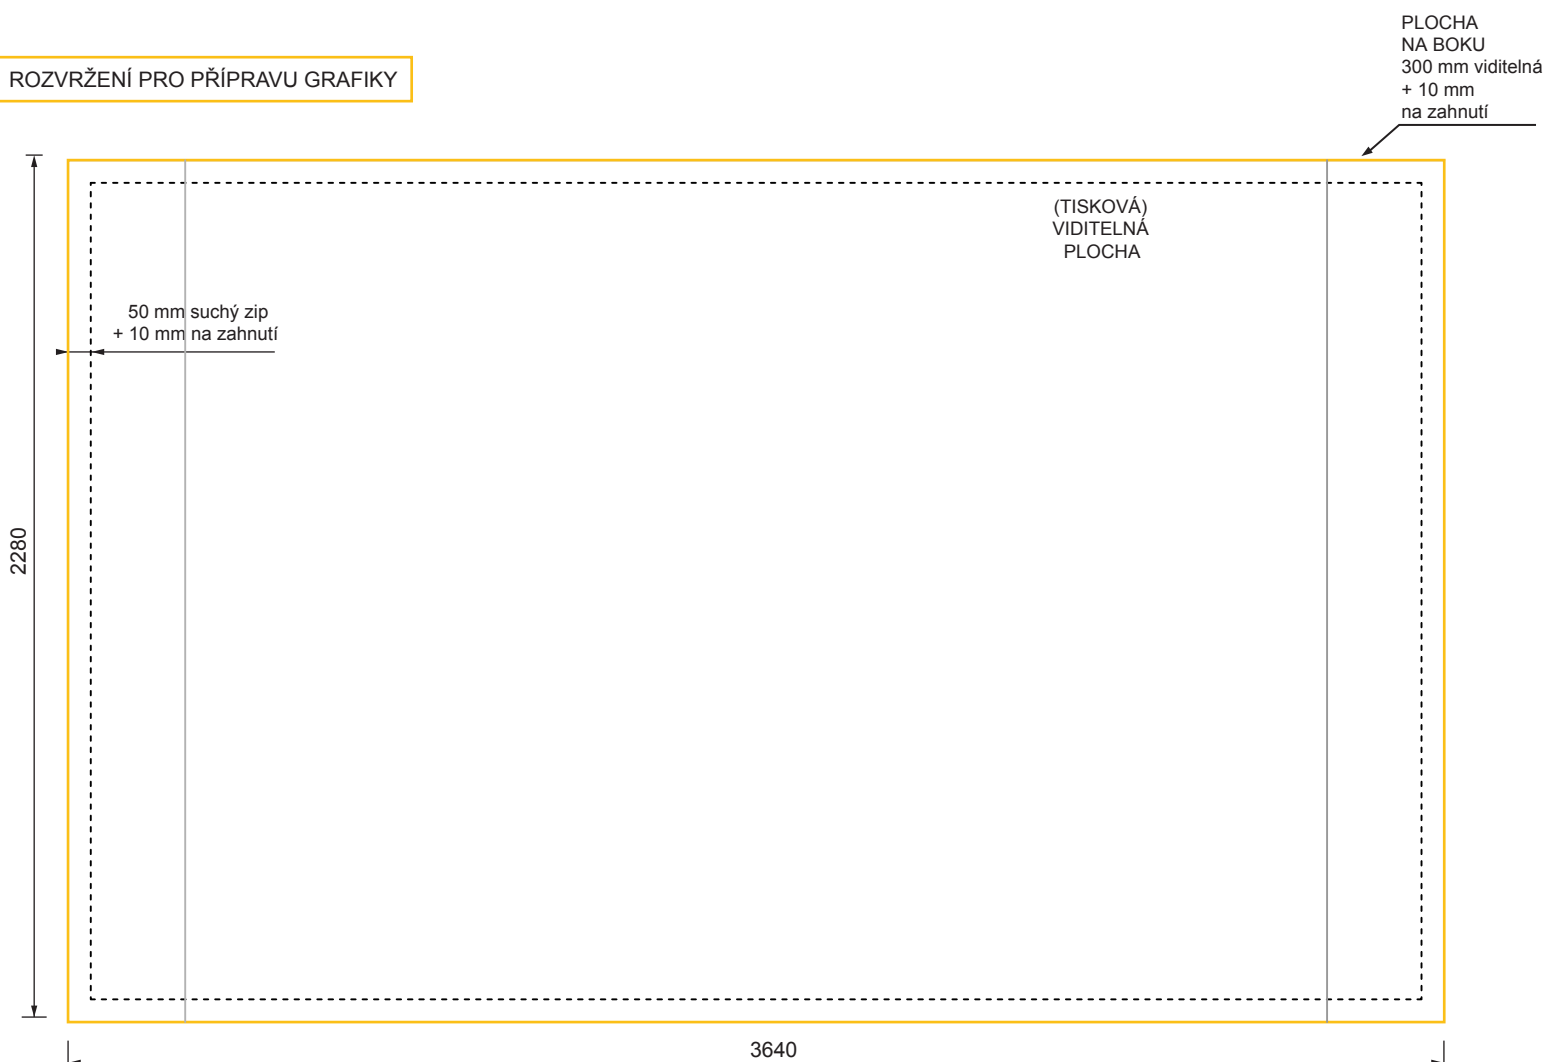 PLOCHA
NA BOKU
300 mm viditelná
+ 10 mm
na zahnutí
ROZVRŽENÍ PRO PŘÍPRAVU GRAFIKY
(TISKOVÁ)
VIDITELNÁ
PLOCHA
50 mm suchý zip
+ 10 mm na zahnutí
2280
3640